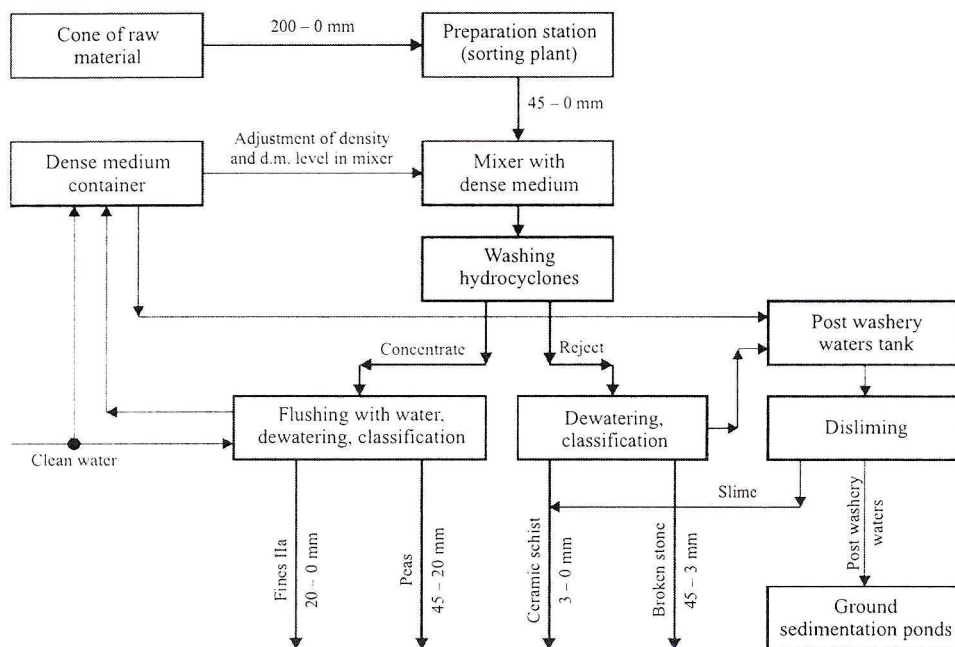 Cone of raw
material
200 – 0 mm
Preparation station
(sorting plant)
45 – 0 mm
Dense medium
container
Adjustment of density
and d.m. level in mixer
Mixer with
dense medium
Washing
hydrocyclones
Post washery
waters tank
Concentrate
Reject
Flushing with water,
dewatering, classification
Dewatering,
classification
Disliming
Clean water
Slime
Fines IIa
20 – 0 mm
Peas
45 – 20 mm
Ceramic schist
3 – 0 mm
Broken stone
45 – 3 mm
Post washery
waters
Ground
sedimentation ponds